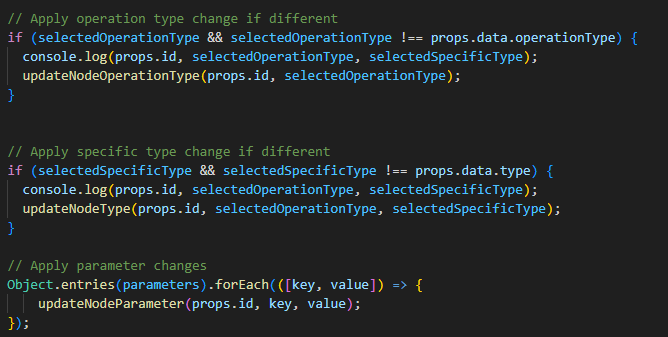 // Apply operation type change if different
if (selectedOperationType && selectedOperationType !== props.data.operationType) {
  console.log(props.id, selectedOperationType, selectedSpecificType);
  updateNodeOperationType(props.id, selectedOperationType);
}
// Apply specific type change if different
if (selectedSpecificType && selectedSpecificType !== props.data.type) {
  console.log(props.id, selectedOperationType, selectedSpecificType);
  updateNodeType(props.id, selectedOperationType, selectedSpecificType);
}
// Apply parameter changes
Object.entries(parameters).forEach(([key, value]) => {
    updateNodeParameter(props.id, key, value);
});